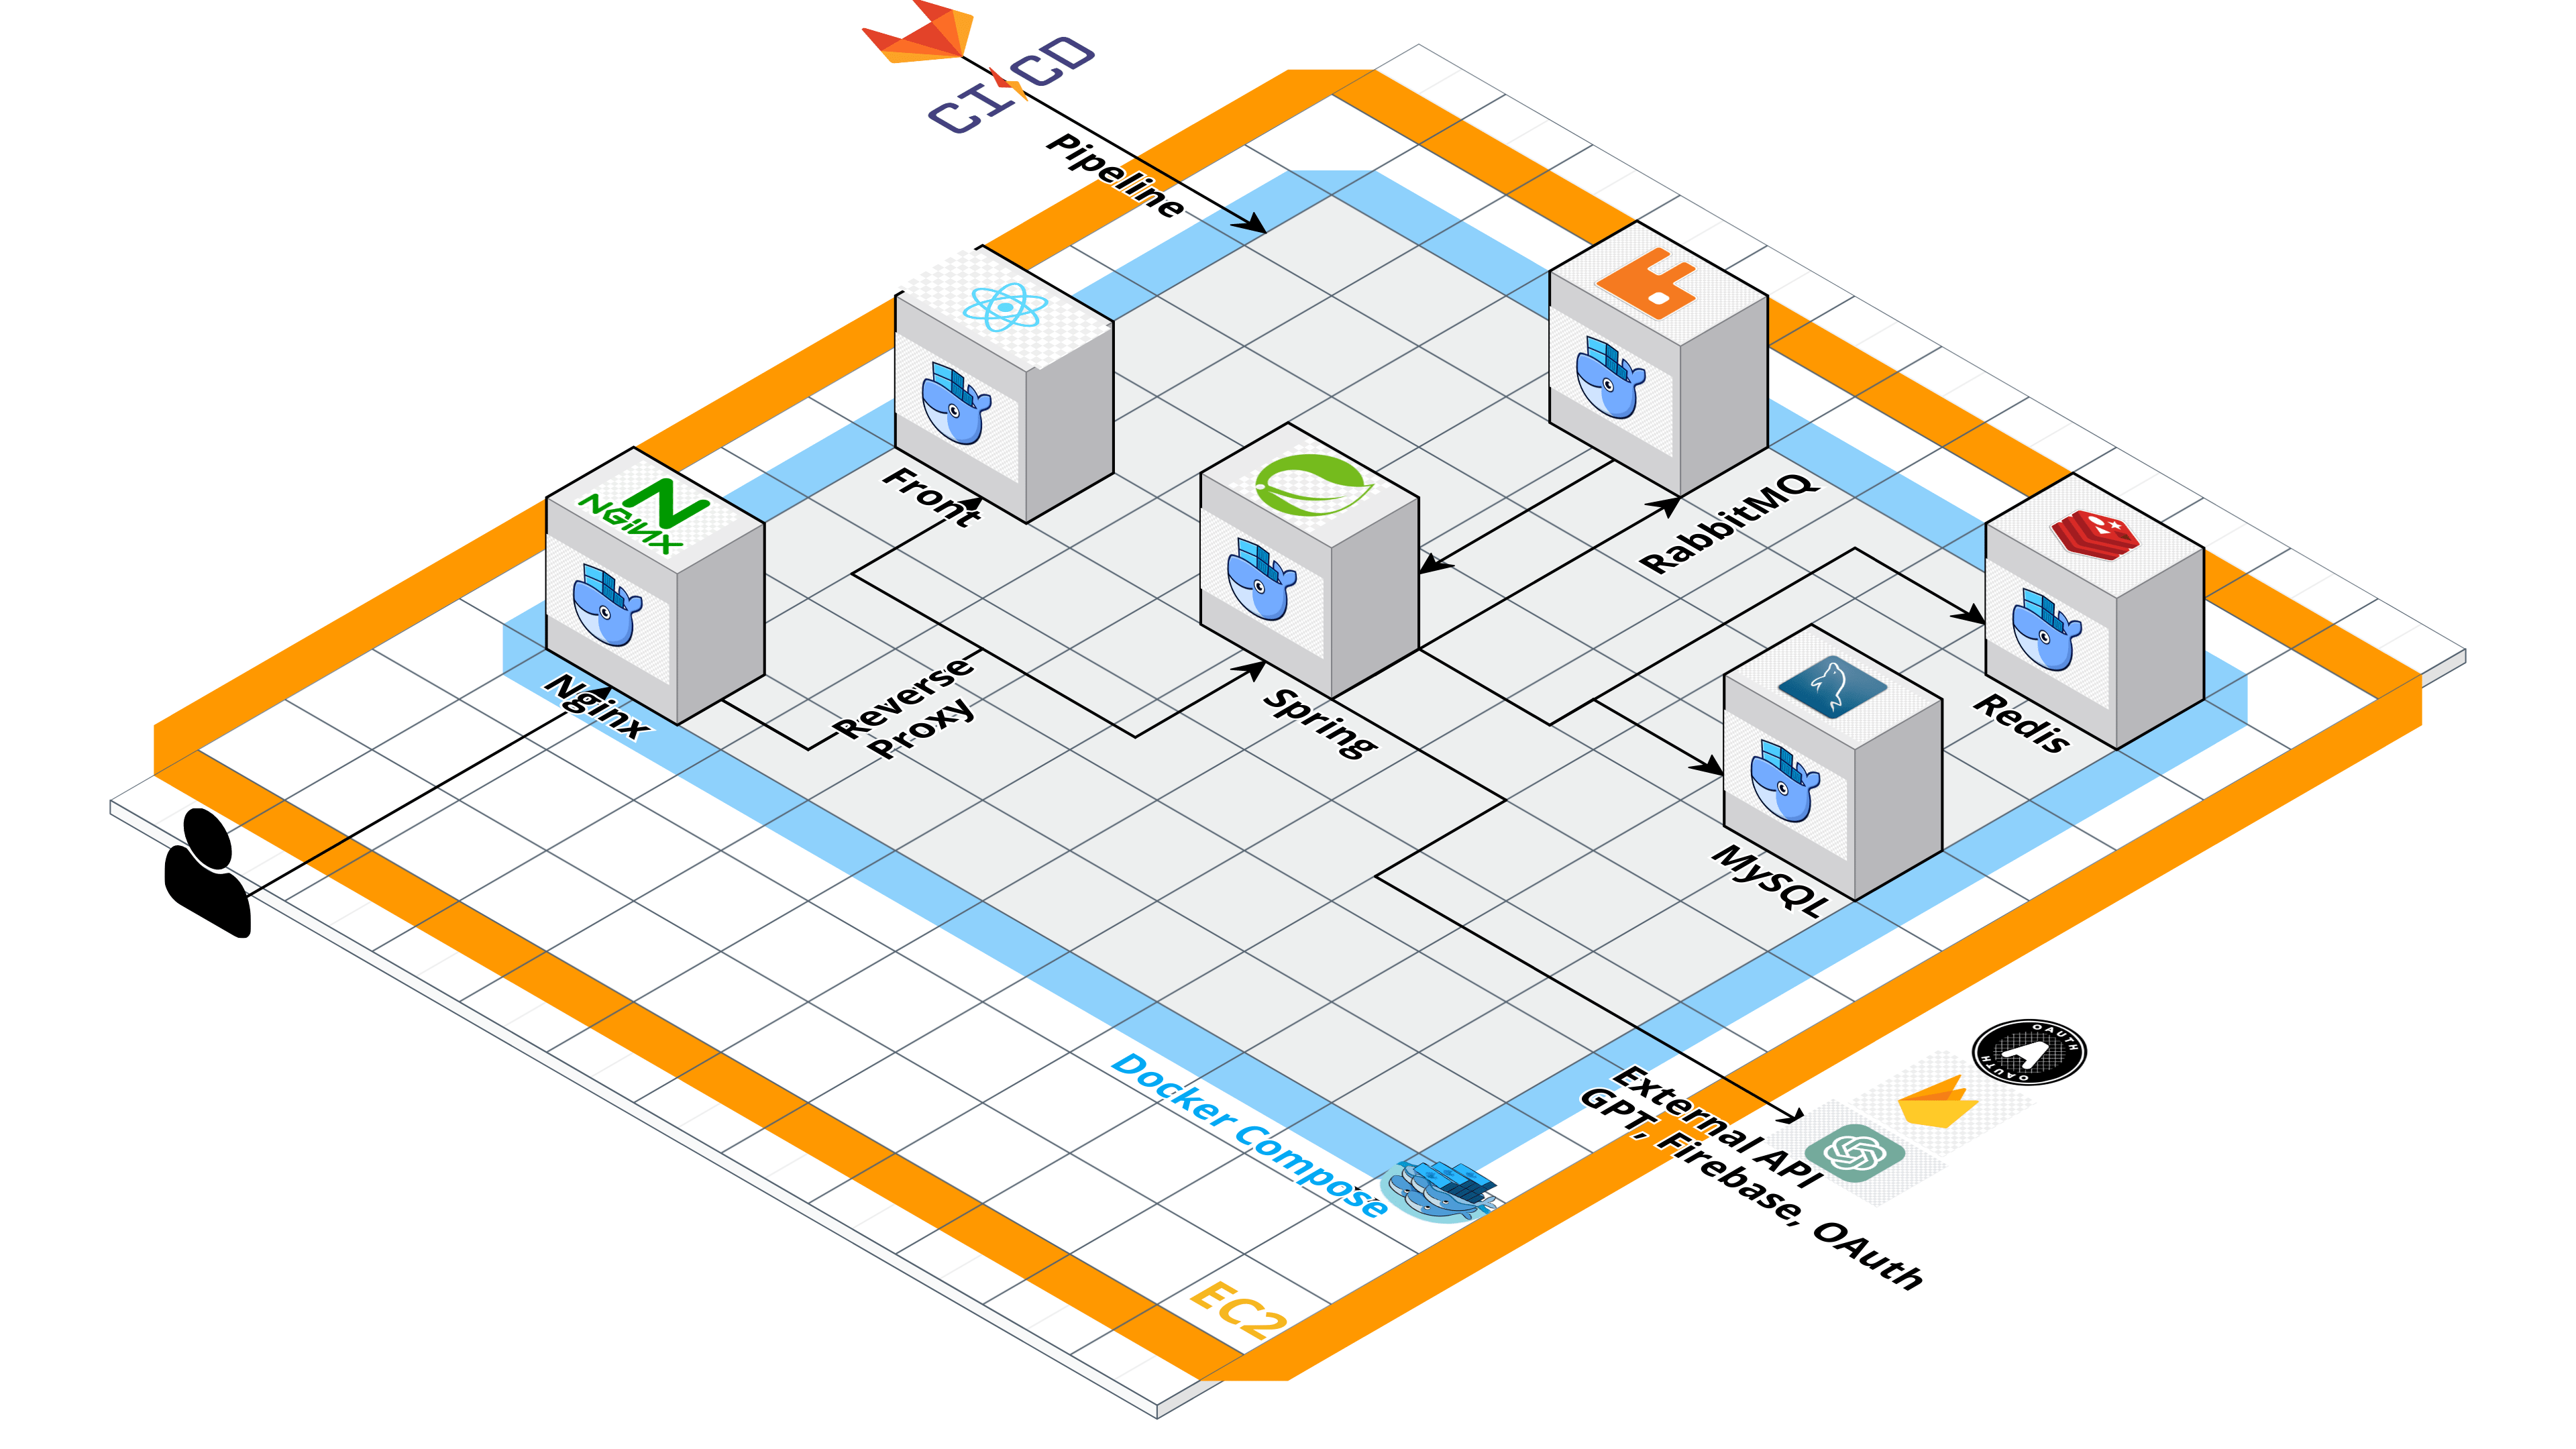 CI CD
Pipeline
Front
NGiNX
Nginx
Reverse
Proxy
Spring
RabbitMQ
Redis
MySQL
Docker Compose
EC2
External API
GPT, Firebase, OAuth
OAUTH
OAUTH